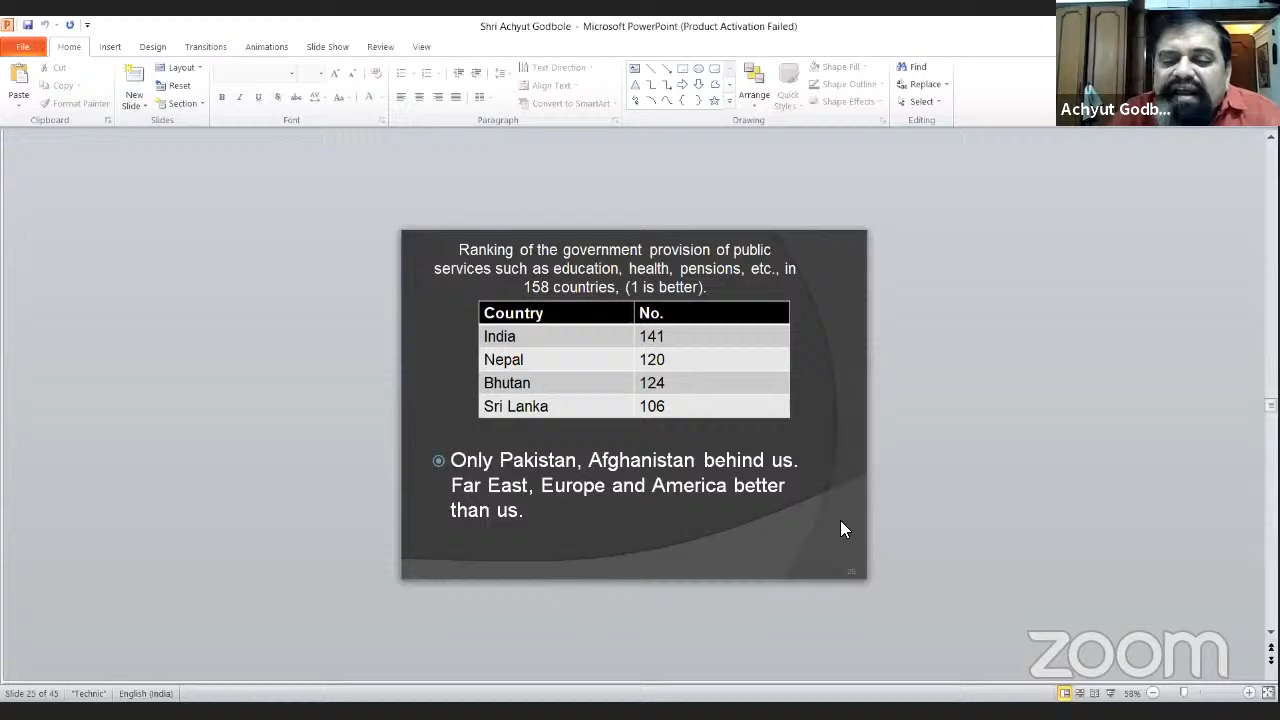 Shri Achyut Godbole - Microsoft PowerPoint (Product Activation Failed)
File Home Insert Design Transitions Animations Slide Show Review View
Paste
Cut
Copy
Format Painter
Clipboard
New
Slide
Layout
Reset
Section
Slides
Font
Text Direction
Align Text
Convert to SmartArt
Paragraph
Arrange
Quick
Styles
Shape Fill
Shape Outline
Shape Effects
Drawing
Find
Replace
Select
Editing
Achyut Godb...
Ranking of the government provision of public
services such as education, health, pensions, etc., in
158 countries, (1 is better).
Country No.
India 141
Nepal 120
Bhutan 124
Sri Lanka 106
Only Pakistan, Afghanistan behind us.
Far East, Europe and America better
than us.
25
zoom
Slide 25 of 45 "Technic" English (India) 58%